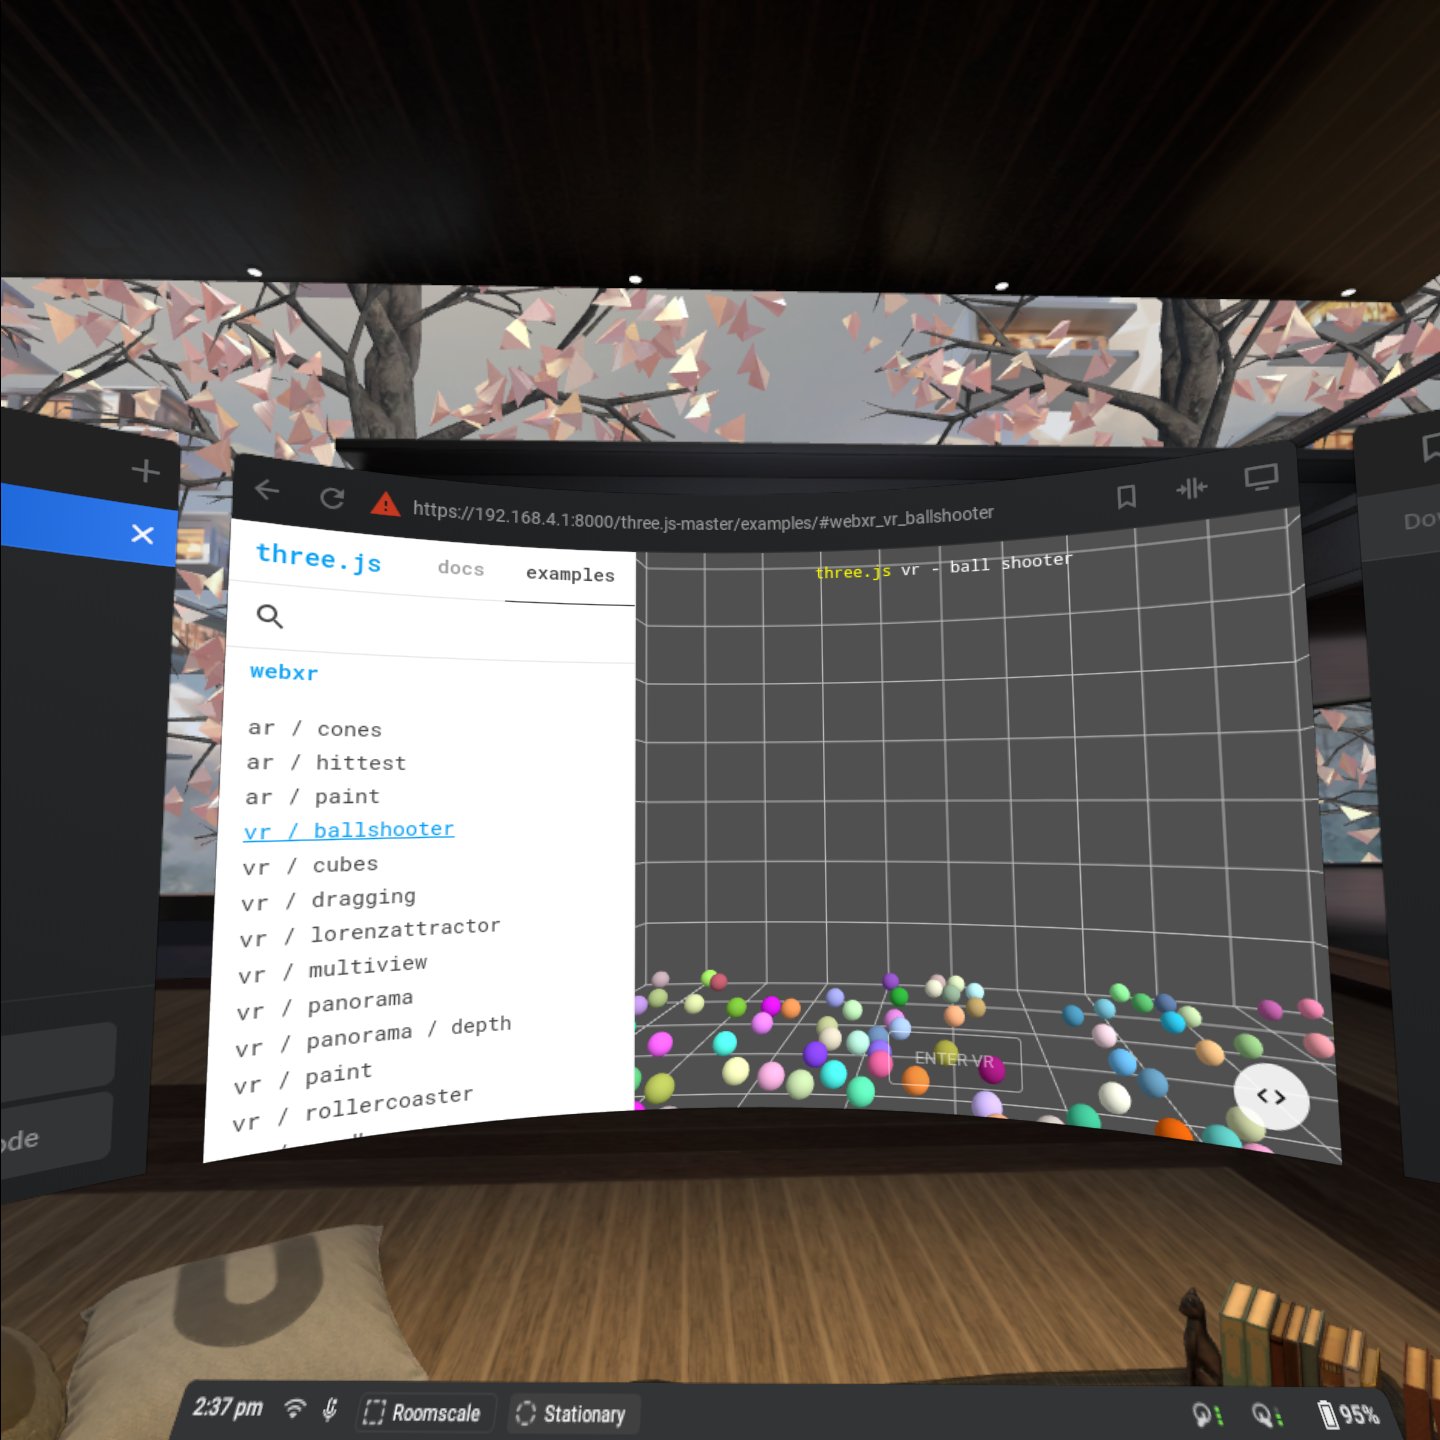 https://192.168.4.1:8000/three.js-master/examples/#webxr_vr_ballshooter
three.js docs examples
webxr
ar / cones
ar / hittest
ar / paint
vr / ballshooter
vr / cubes
vr / dragging
vr / lorenzattractor
vr / multiview
vr / panorama
vr / panorama / depth
vr / paint
vr / rollercoaster
three.js vr - ball shooter
ENTER VR
<>
2:37 pm Roomscale Stationary 95%